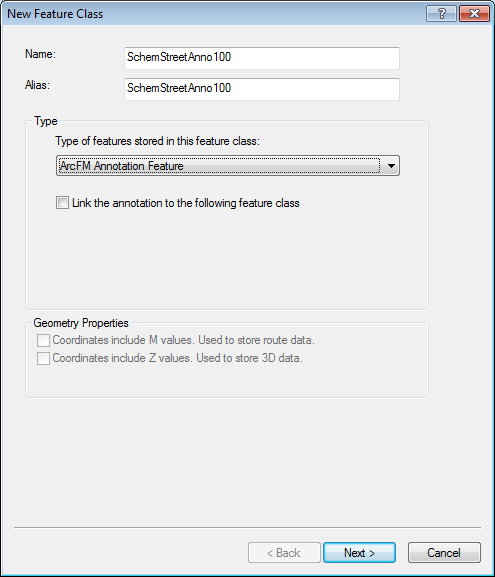 New Feature Class
Name: SchemStreetAnno100
Alias: SchemStreetAnno100
Type
Type of features stored in this feature class:
ArcFM Annotation Feature
Link the annotation to the following feature class
Geometry Properties
Coordinates include M values. Used to store route data.
Coordinates include Z values. Used to store 3D data.
< Back Next > Cancel